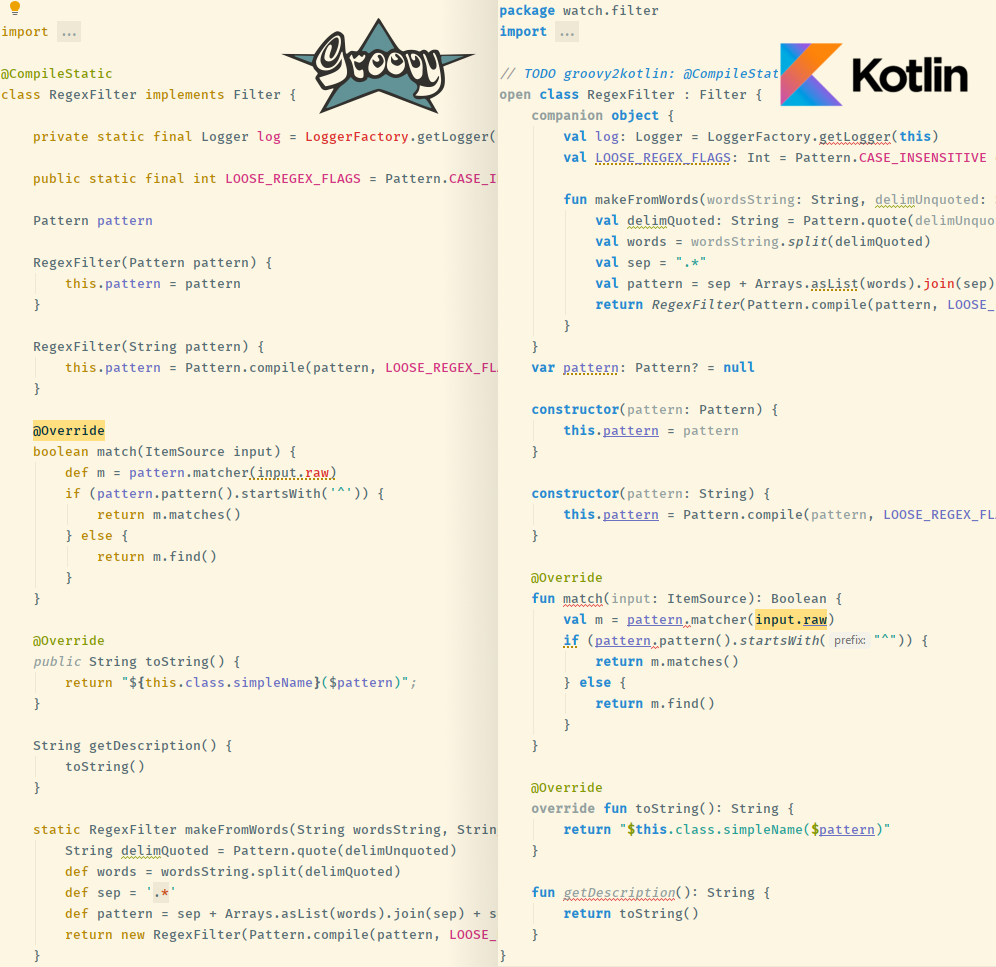 import ...
@CompileStatic
class RegexFilter implements Filter {
private static final Logger log = LoggerFactory.getLogger(
public static final int LOOSE_REGEX_FLAGS = Pattern.CASE_I
Pattern pattern
RegexFilter(Pattern pattern) {
this.pattern = pattern
}
RegexFilter(String pattern) {
this.pattern = Pattern.compile(pattern, LOOSE_REGEX_FL
}
@Override
boolean match(ItemSource input) {
def m = pattern.matcher(input.raw)
if (pattern.pattern().startsWith('^')) {
return m.matches()
} else {
return m.find()
}
}
@Override
public String toString() {
return "${this.class.simpleName}($pattern)";
}
String getDescription() {
toString()
}
static RegexFilter makeFromWords(String wordsString, Strin
String delimQuoted = Pattern.quote(delimUnquoted)
def words = wordsString.split(delimQuoted)
def sep = '.*'
def pattern = sep + Arrays.asList(words).join(sep) + s
return new RegexFilter(Pattern.compile(pattern, LOOSE_
}
Groovy
package watch.filter
import ...
// TODO groovy2kotlin: @CompileStat
open class RegexFilter : Filter {
companion object {
val log: Logger = LoggerFactory.getLogger(this)
val LOOSE_REGEX_FLAGS: Int = Pattern.CASE_INSENSITIVE
fun makeFromWords(wordsString: String, delimUnquoted:
val delimQuoted: String = Pattern.quote(delimUnquo
val words = wordsString.split(delimQuoted)
val sep = ".*"
val pattern = sep + Arrays.asList(words).join(sep)
return RegexFilter(Pattern.compile(pattern, LOOSE_
}
}
var pattern: Pattern? = null
constructor(pattern: Pattern) {
this.pattern = pattern
}
constructor(pattern: String) {
this.pattern = Pattern.compile(pattern, LOOSE_REGEX_FL
}
@Override
fun match(input: ItemSource): Boolean {
val m = pattern.matcher(input.raw)
if (pattern.pattern().startsWith( prefix: "^")) {
return m.matches()
} else {
return m.find()
}
}
@Override
override fun toString(): String {
return "$this.class.simpleName($pattern)"
}
fun getDescription(): String {
return toString()
}
}
Kotlin